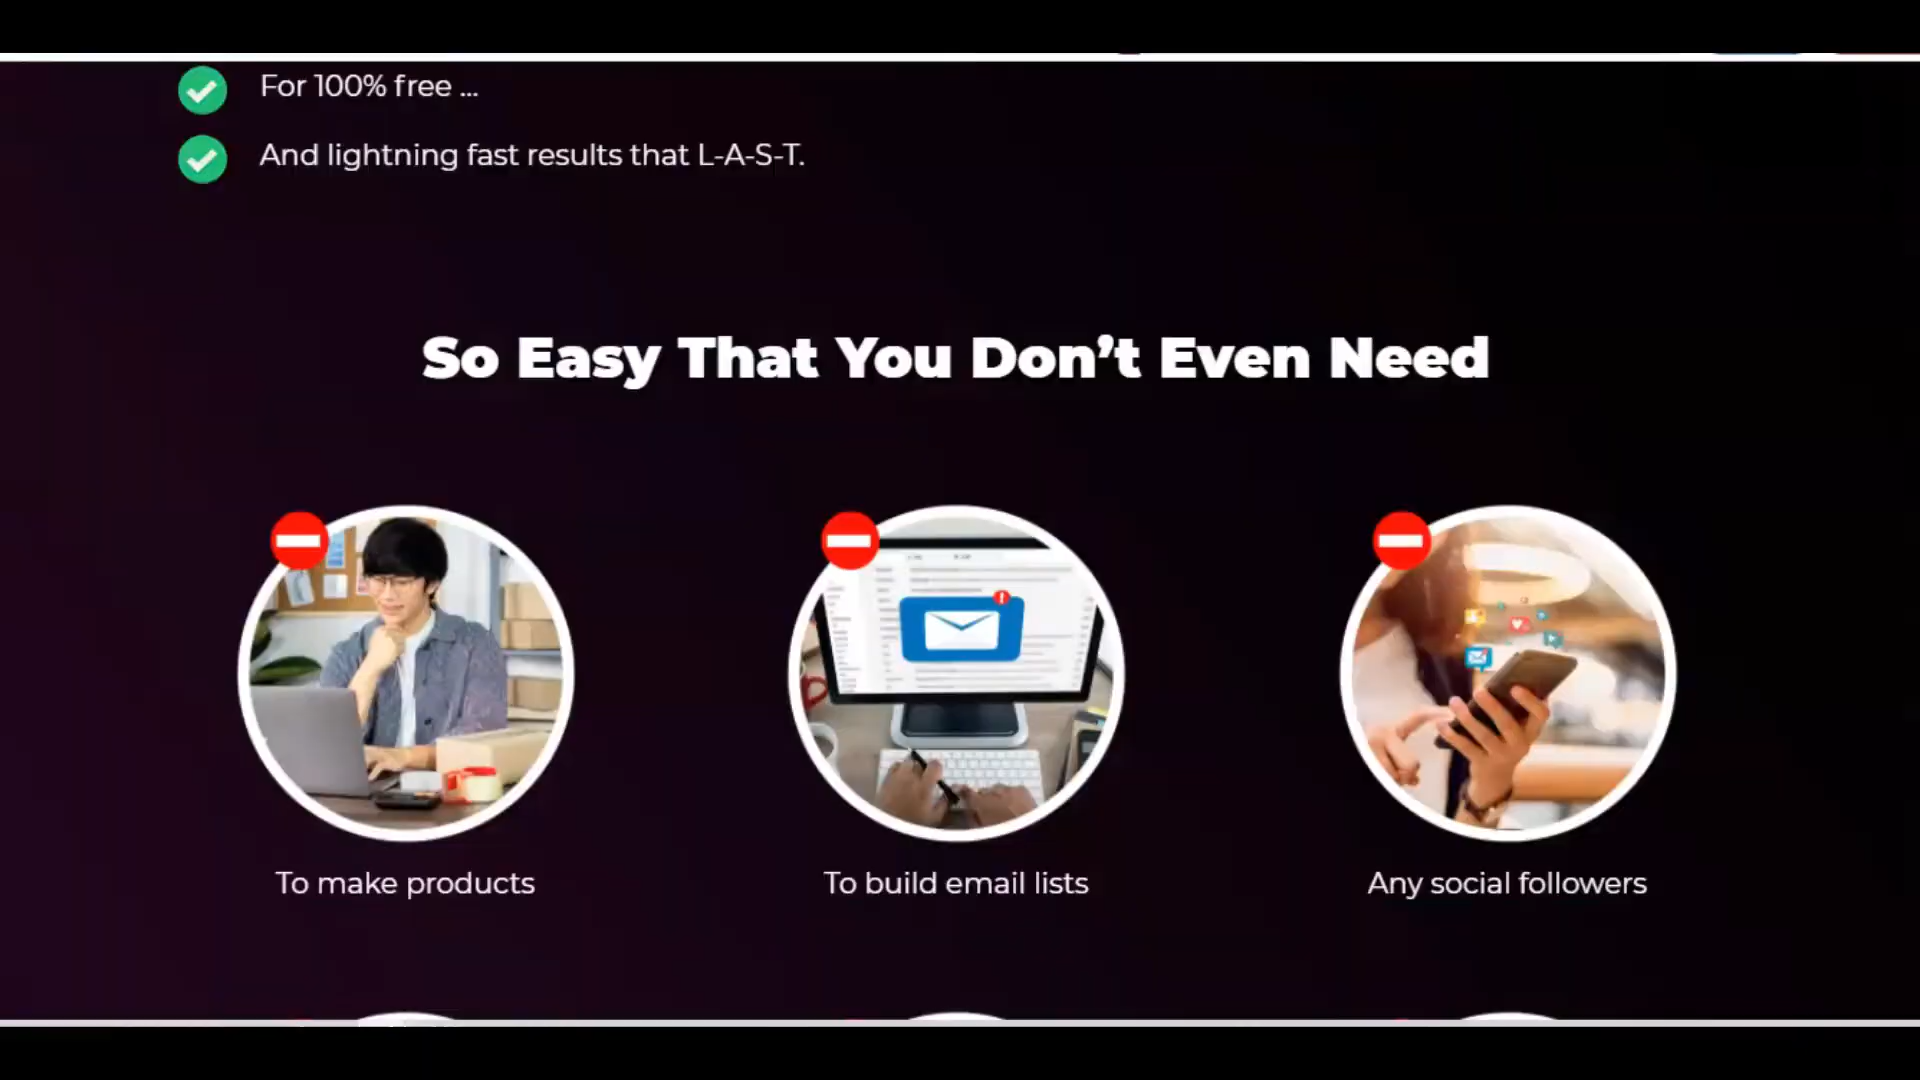 For 100% free ...
And lightning fast results that L-A-S-T.
So Easy That You Don’t Even Need
To make products
To build email lists
Any social followers